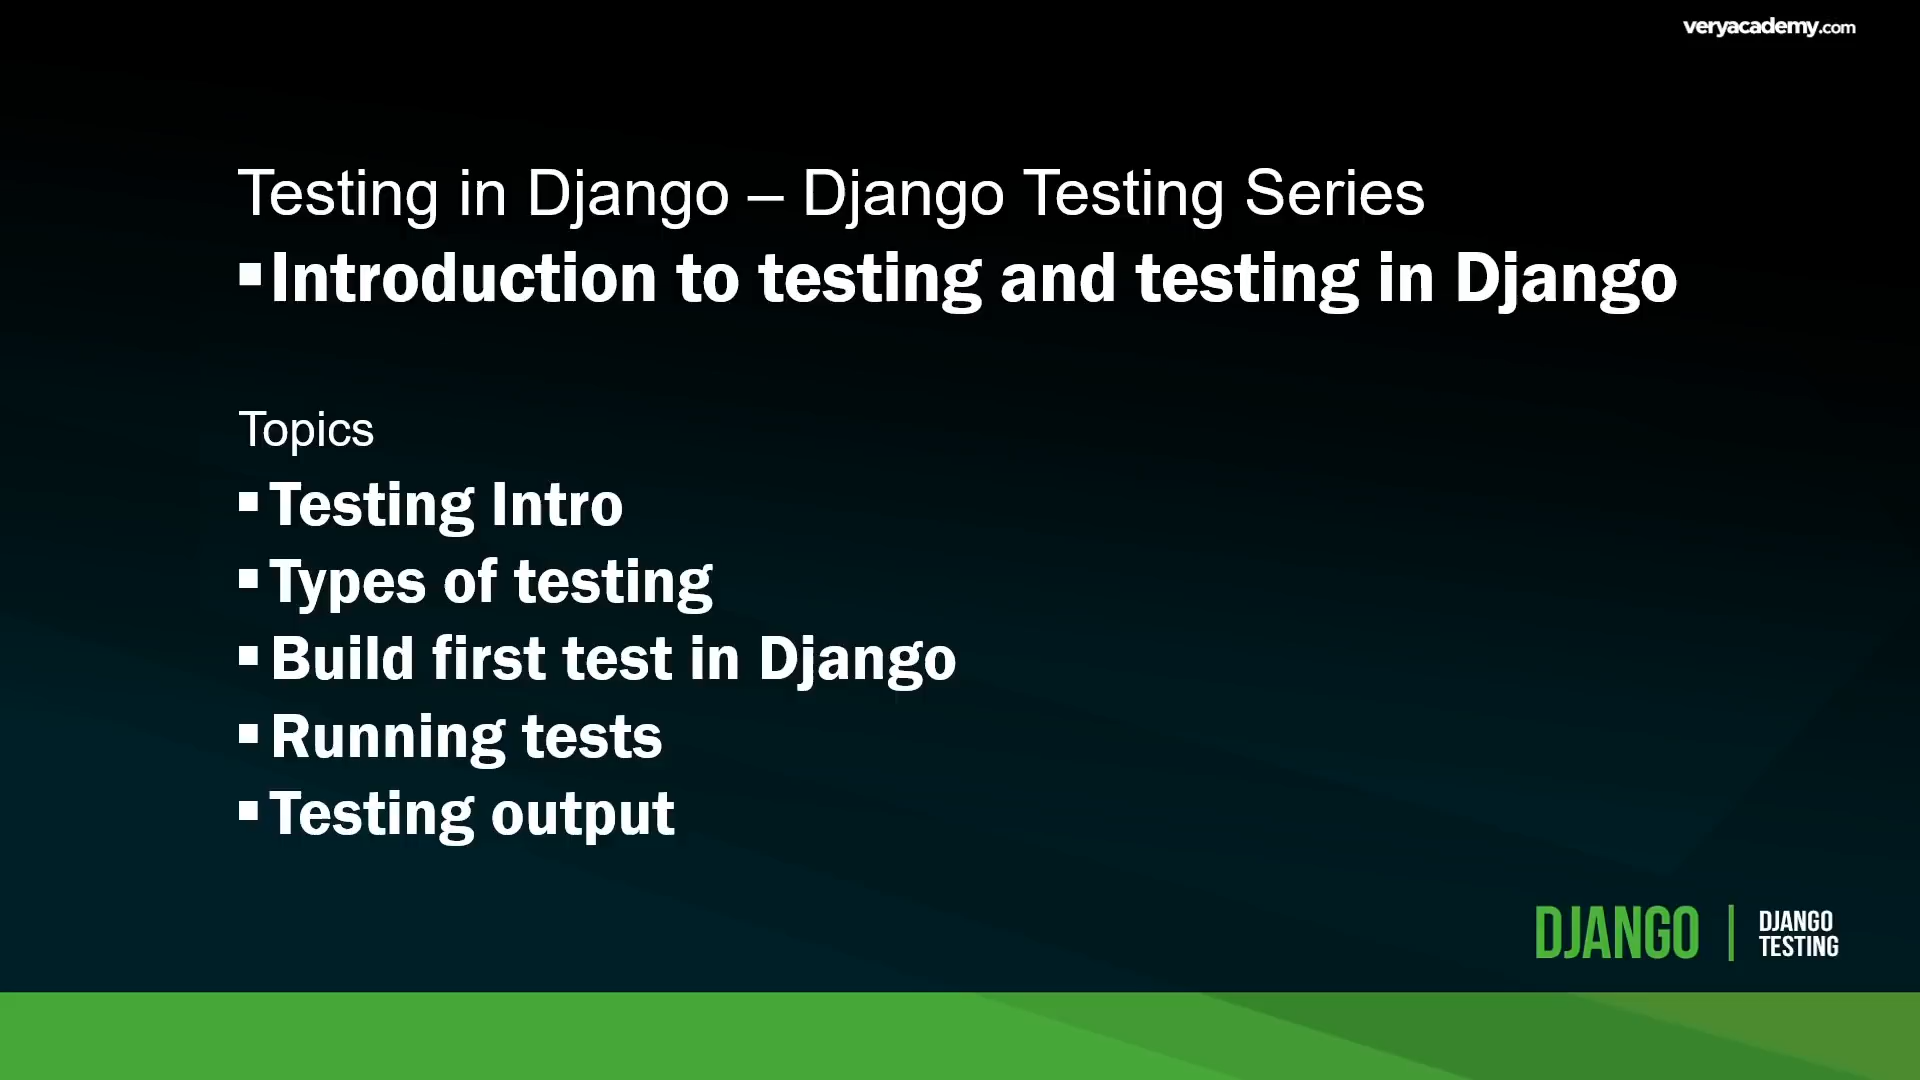 veryacademy.com
Testing in Django – Django Testing Series
▪Introduction to testing and testing in Django
Topics
▪Testing Intro
▪Types of testing
▪Build first test in Django
▪Running tests
▪Testing output
DJANGO | DJANGO
TESTING